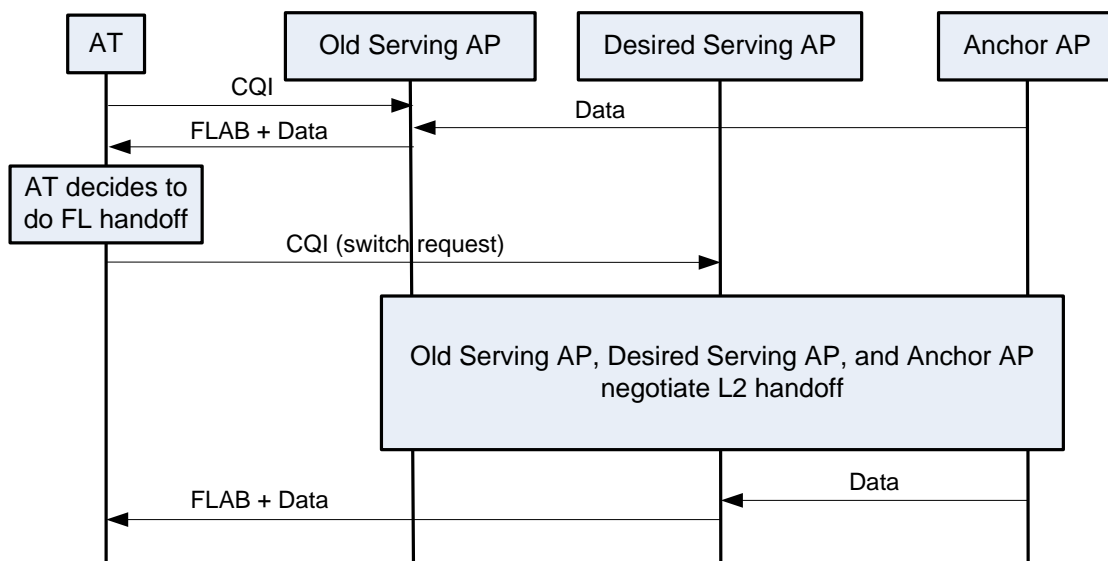 AT
Old Serving AP
Desired Serving AP
Anchor AP
CQI
Data
FLAB + Data
AT decides to
do FL handoff
CQI (switch request)
Old Serving AP, Desired Serving AP, and Anchor AP
negotiate L2 handoff
Data
FLAB + Data